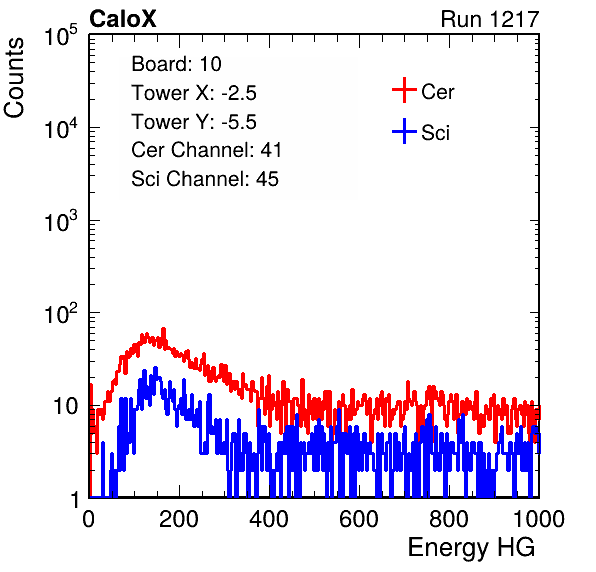 CaloX Run 1217
Counts
10^5
10^4
10^3
10^2
10
1
Board: 10
Tower X: -2.5
Tower Y: -5.5
Cer Channel: 41
Sci Channel: 45
Cer
Sci
0 200 400 600 800 1000
Energy HG